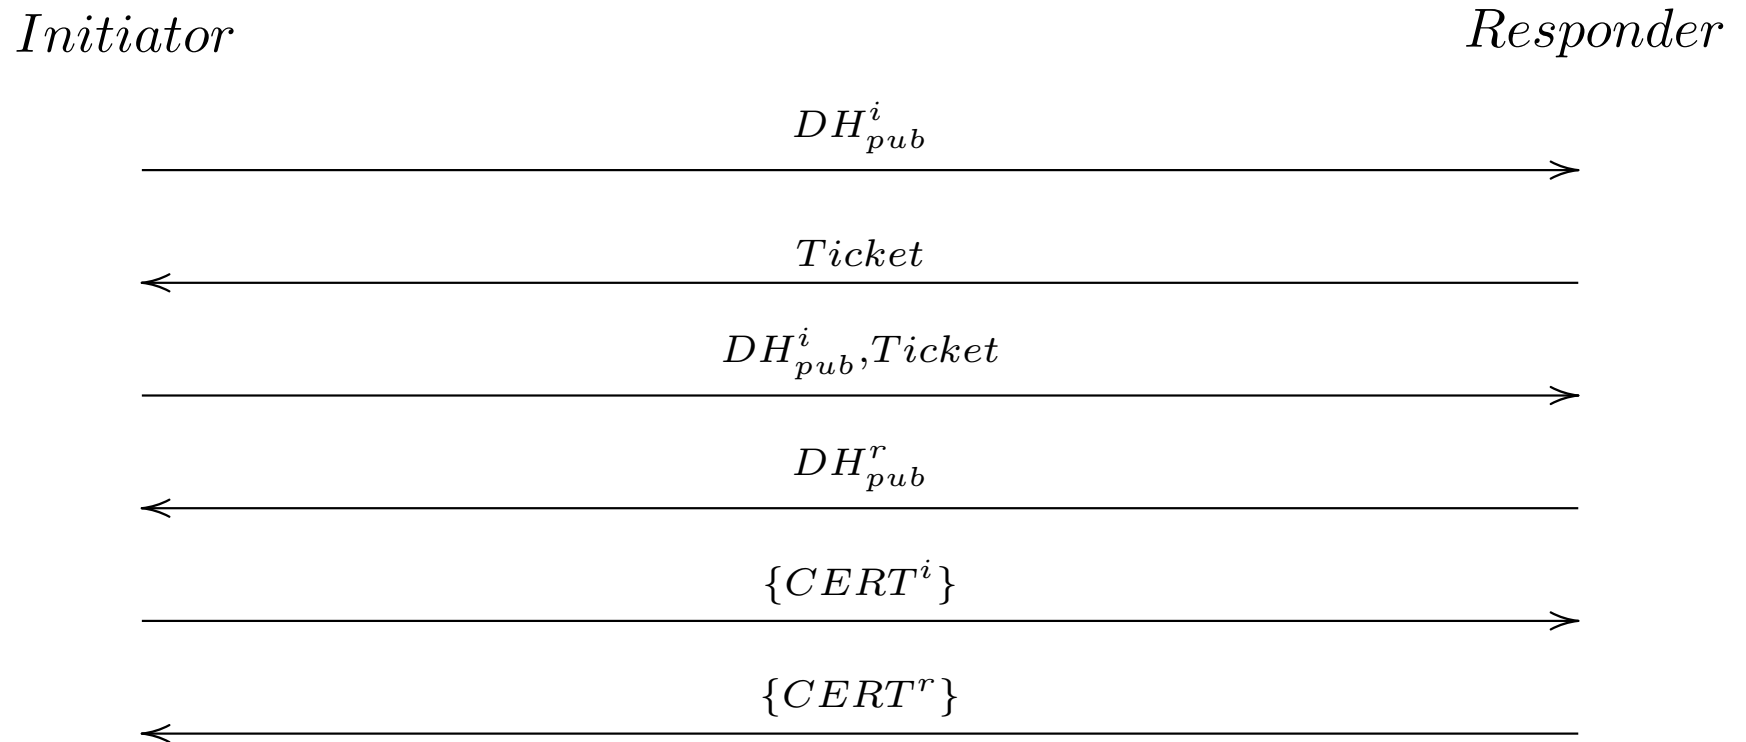 Initiator Responder
DH^i_pub
Ticket
DH^i_pub,Ticket
DH^r_pub
{CERT^i}
{CERT^r}